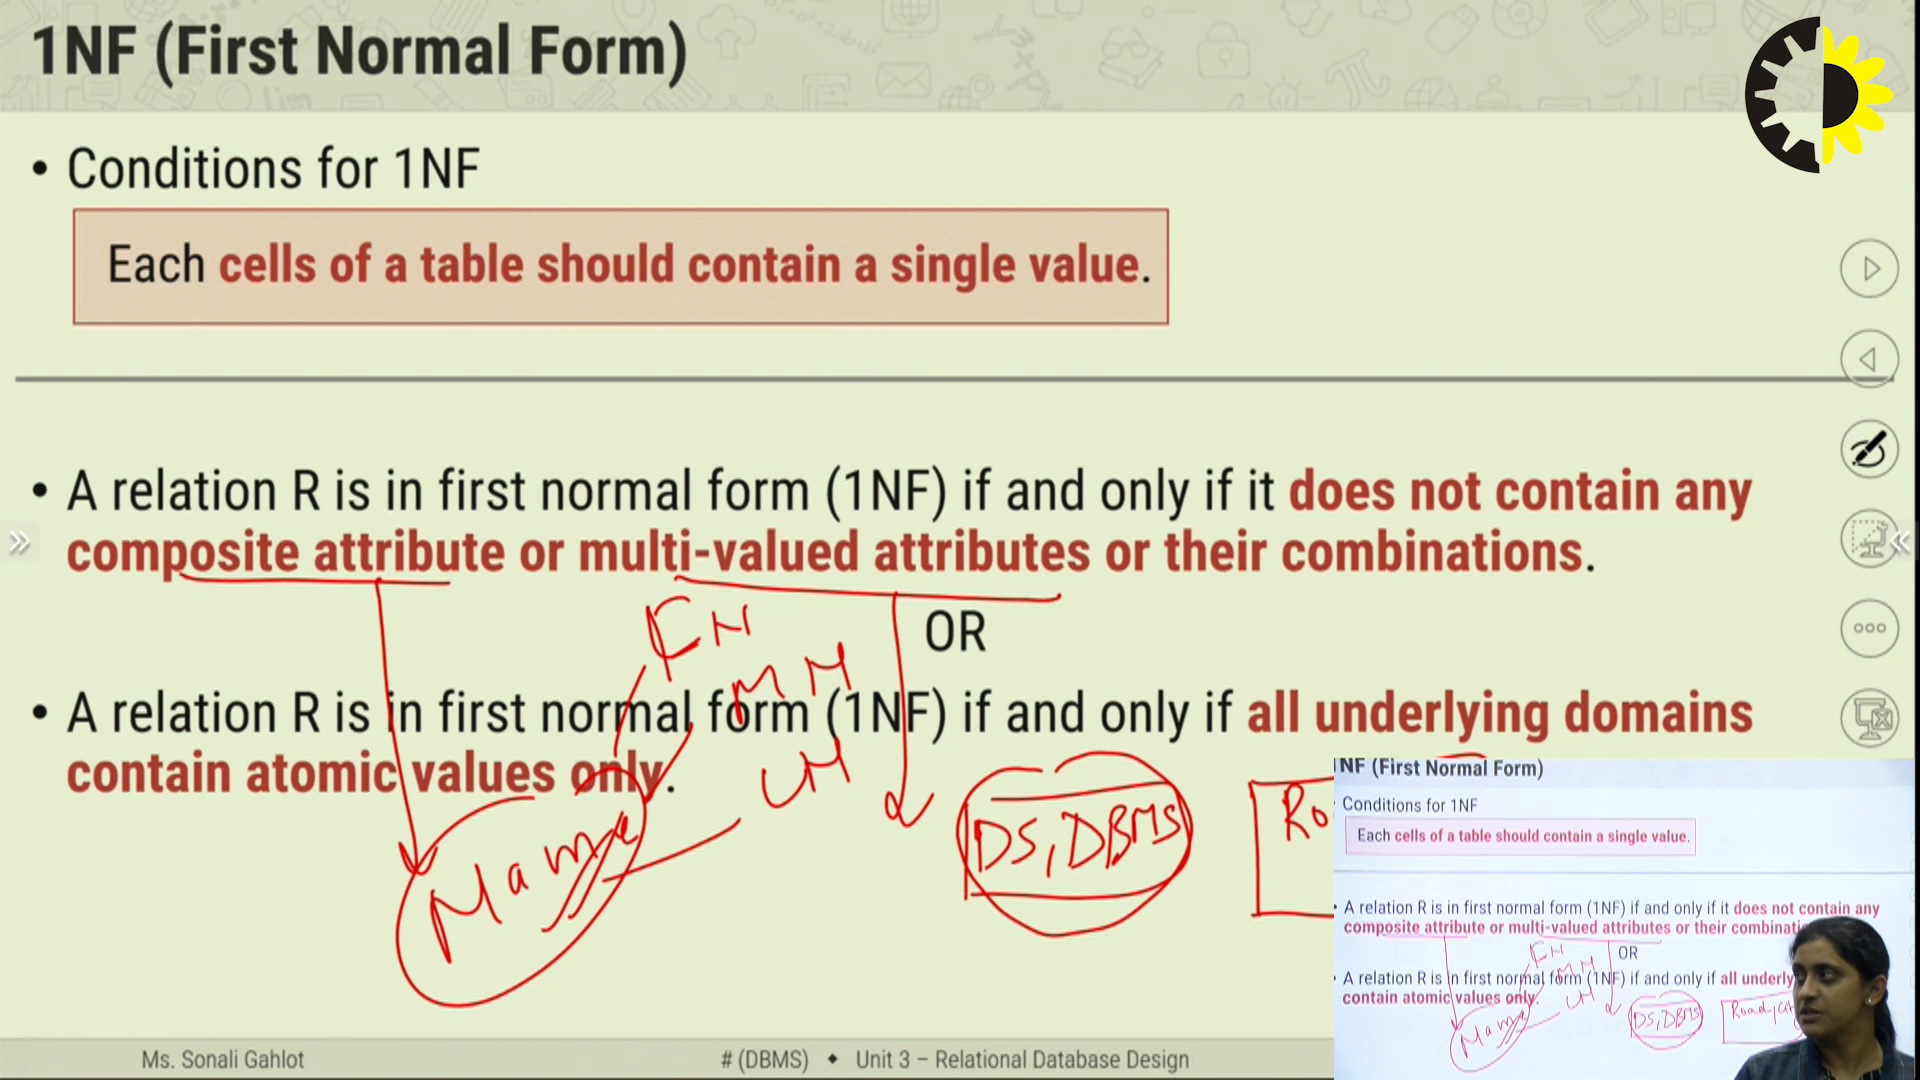 1NF (First Normal Form)
• Conditions for 1NF
Each cells of a table should contain a single value.
• A relation R is in first normal form (1NF) if and only if it does not contain any
composite attribute or multi-valued attributes or their combinations.
OR
• A relation R is in first normal form (1NF) if and only if all underlying domains
contain atomic values only.
FN
MN
LN
Name
DS, DBMS
Ro
Ms. Sonali Gahlot
# (DBMS) ◆ Unit 3 – Relational Database Design
NF (First Normal Form)
Conditions for 1NF
Each cells of a table should contain a single value.
• A relation R is in first normal form (1NF) if and only if it does not contain any
composite attribute or multi-valued attributes or their combinati
OR
• A relation R is in first normal form (1NF) if and only if all underly
contain atomic values only.
FN
MN
LN
Name
DS, DBMS
Road,